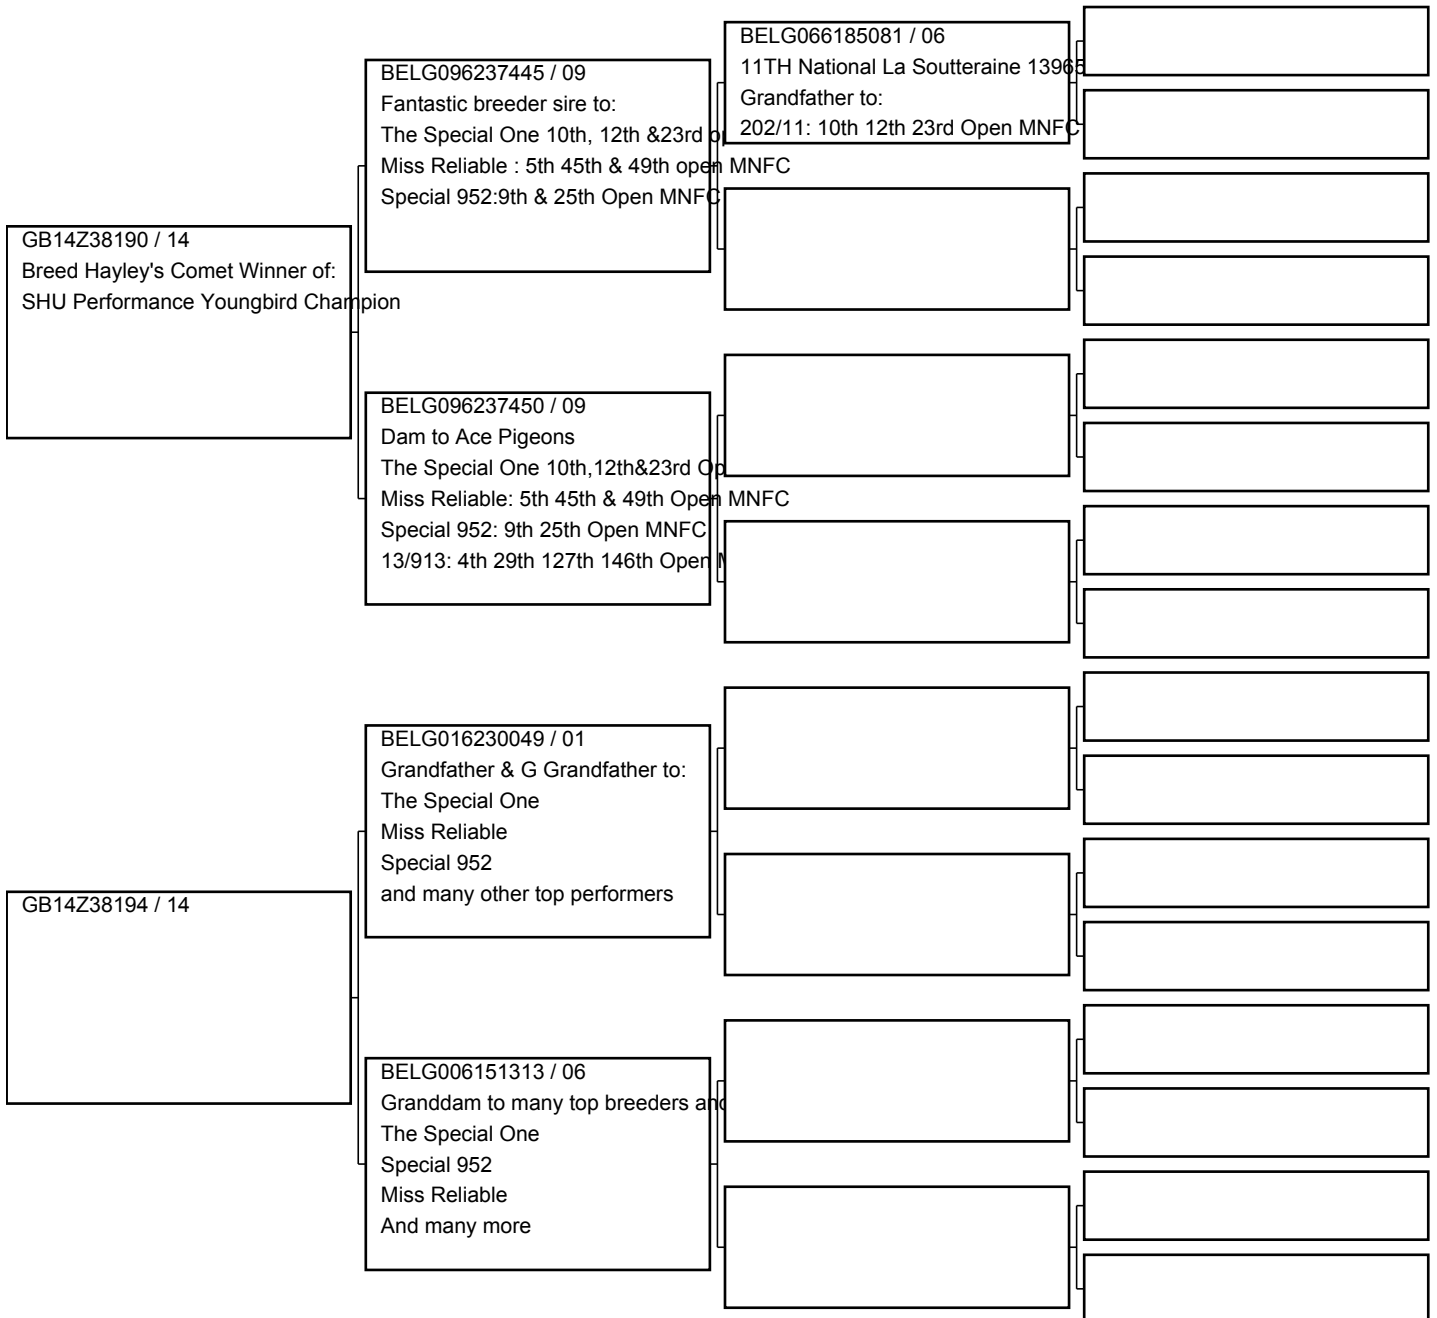 GB14Z38190 / 14
Breed Hayley's Comet Winner of:
SHU Performance Youngbird Champion
BELG096237445 / 09
Fantastic breeder sire to:
The Special One 10th, 12th &23rd
Miss Reliable : 5th 45th & 49th open MNFC
Special 952:9th & 25th Open MNFC
BELG066185081 / 06
11TH National La Soutteraine 13965
Grandfather to:
202/11: 10th 12th 23rd Open MNFC
BELG096237450 / 09
Dam to Ace Pigeons
The Special One 10th,12th&23rd
Miss Reliable: 5th 45th & 49th Open MNFC
Special 952: 9th 25th Open MNFC
13/913: 4th 29th 127th 146th Open
GB14Z38194 / 14
BELG016230049 / 01
Grandfather & G Grandfather to:
The Special One
Miss Reliable
Special 952
and many other top performers
BELG006151313 / 06
Granddam to many top breeders and
The Special One
Special 952
Miss Reliable
And many more